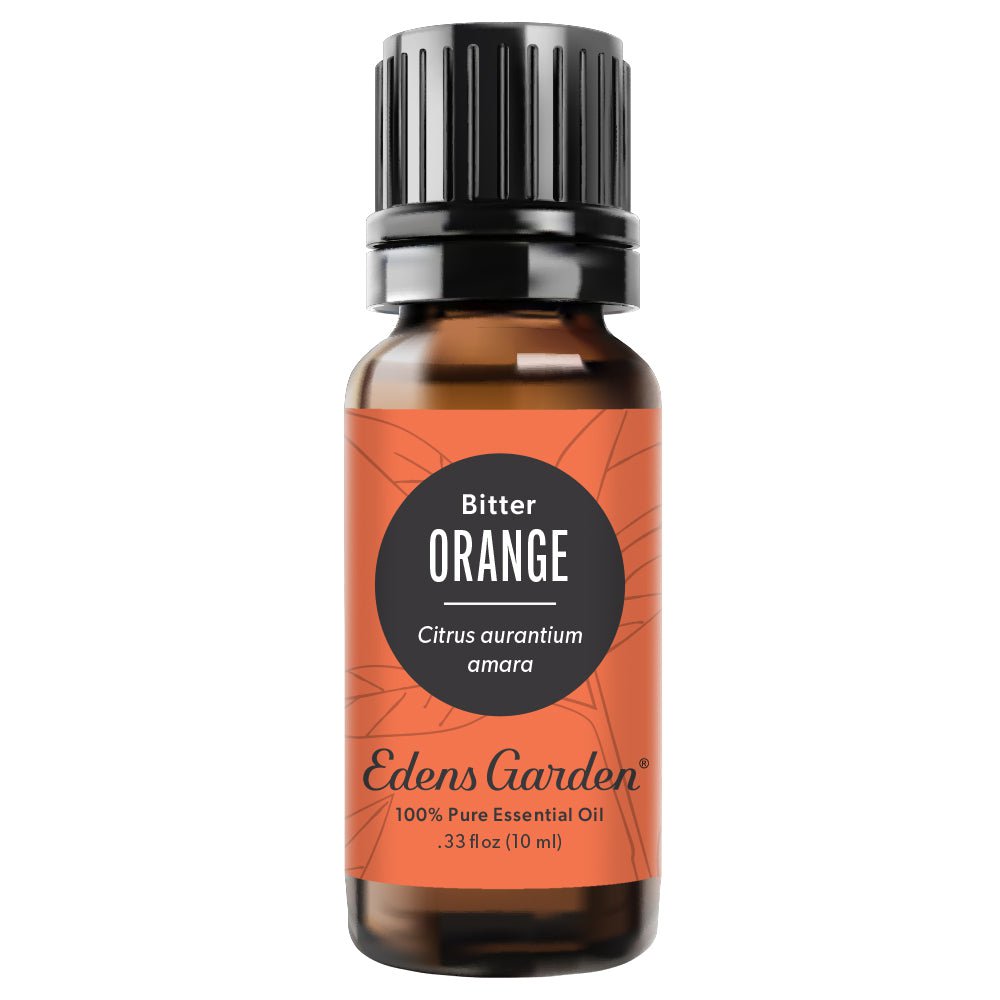 Bitter
ORANGE
Citrus aurantium
amara
Edens Garden®
100% Pure Essential Oil
.33 fl oz (10 ml)